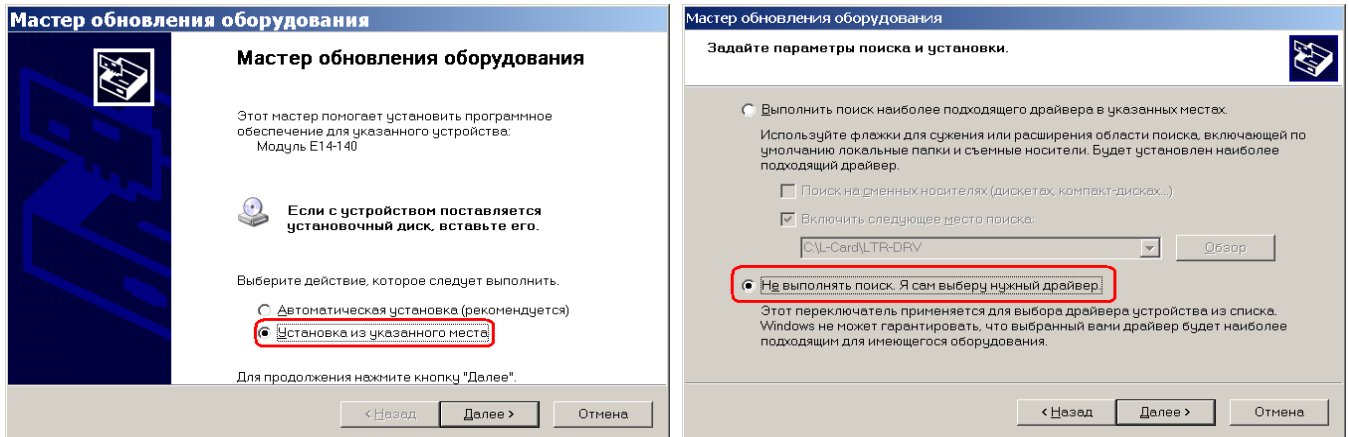 Мастер обновления оборудования
Мастер обновления оборудования
Этот мастер помогает установить программное
обеспечение для указанного устройства:
Модуль E14-140
Если с устройством поставляется
установочный диск, вставьте его.
Выберите действие, которое следует выполнить.
Автоматическая установка (рекомендуется)
Установка из указанного места
Для продолжения нажмите кнопку "Далее".
< Назад
Далее >
Отмена
Мастер обновления оборудования
Задайте параметры поиска и установки.
Выполнить поиск наиболее подходящего драйвера в указанных местах.
Используйте флажки для сужения или расширения области поиска, включающей по
умолчанию локальные папки и съемные носители. Будет установлен наиболее
подходящий драйвер.
Поиск на сменных носителях (дискетах, компакт-дисках...)
Включить следующее место поиска:
C:\L-Card\LTR-DRV
Обзор
Не выполнять поиск. Я сам выберу нужный драйвер.
Этот переключатель применяется для выбора драйвера устройства из списка.
Windows не может гарантировать, что выбранный вами драйвер будет наиболее
подходящим для имеющегося оборудования.
< Назад
Далее >
Отмена